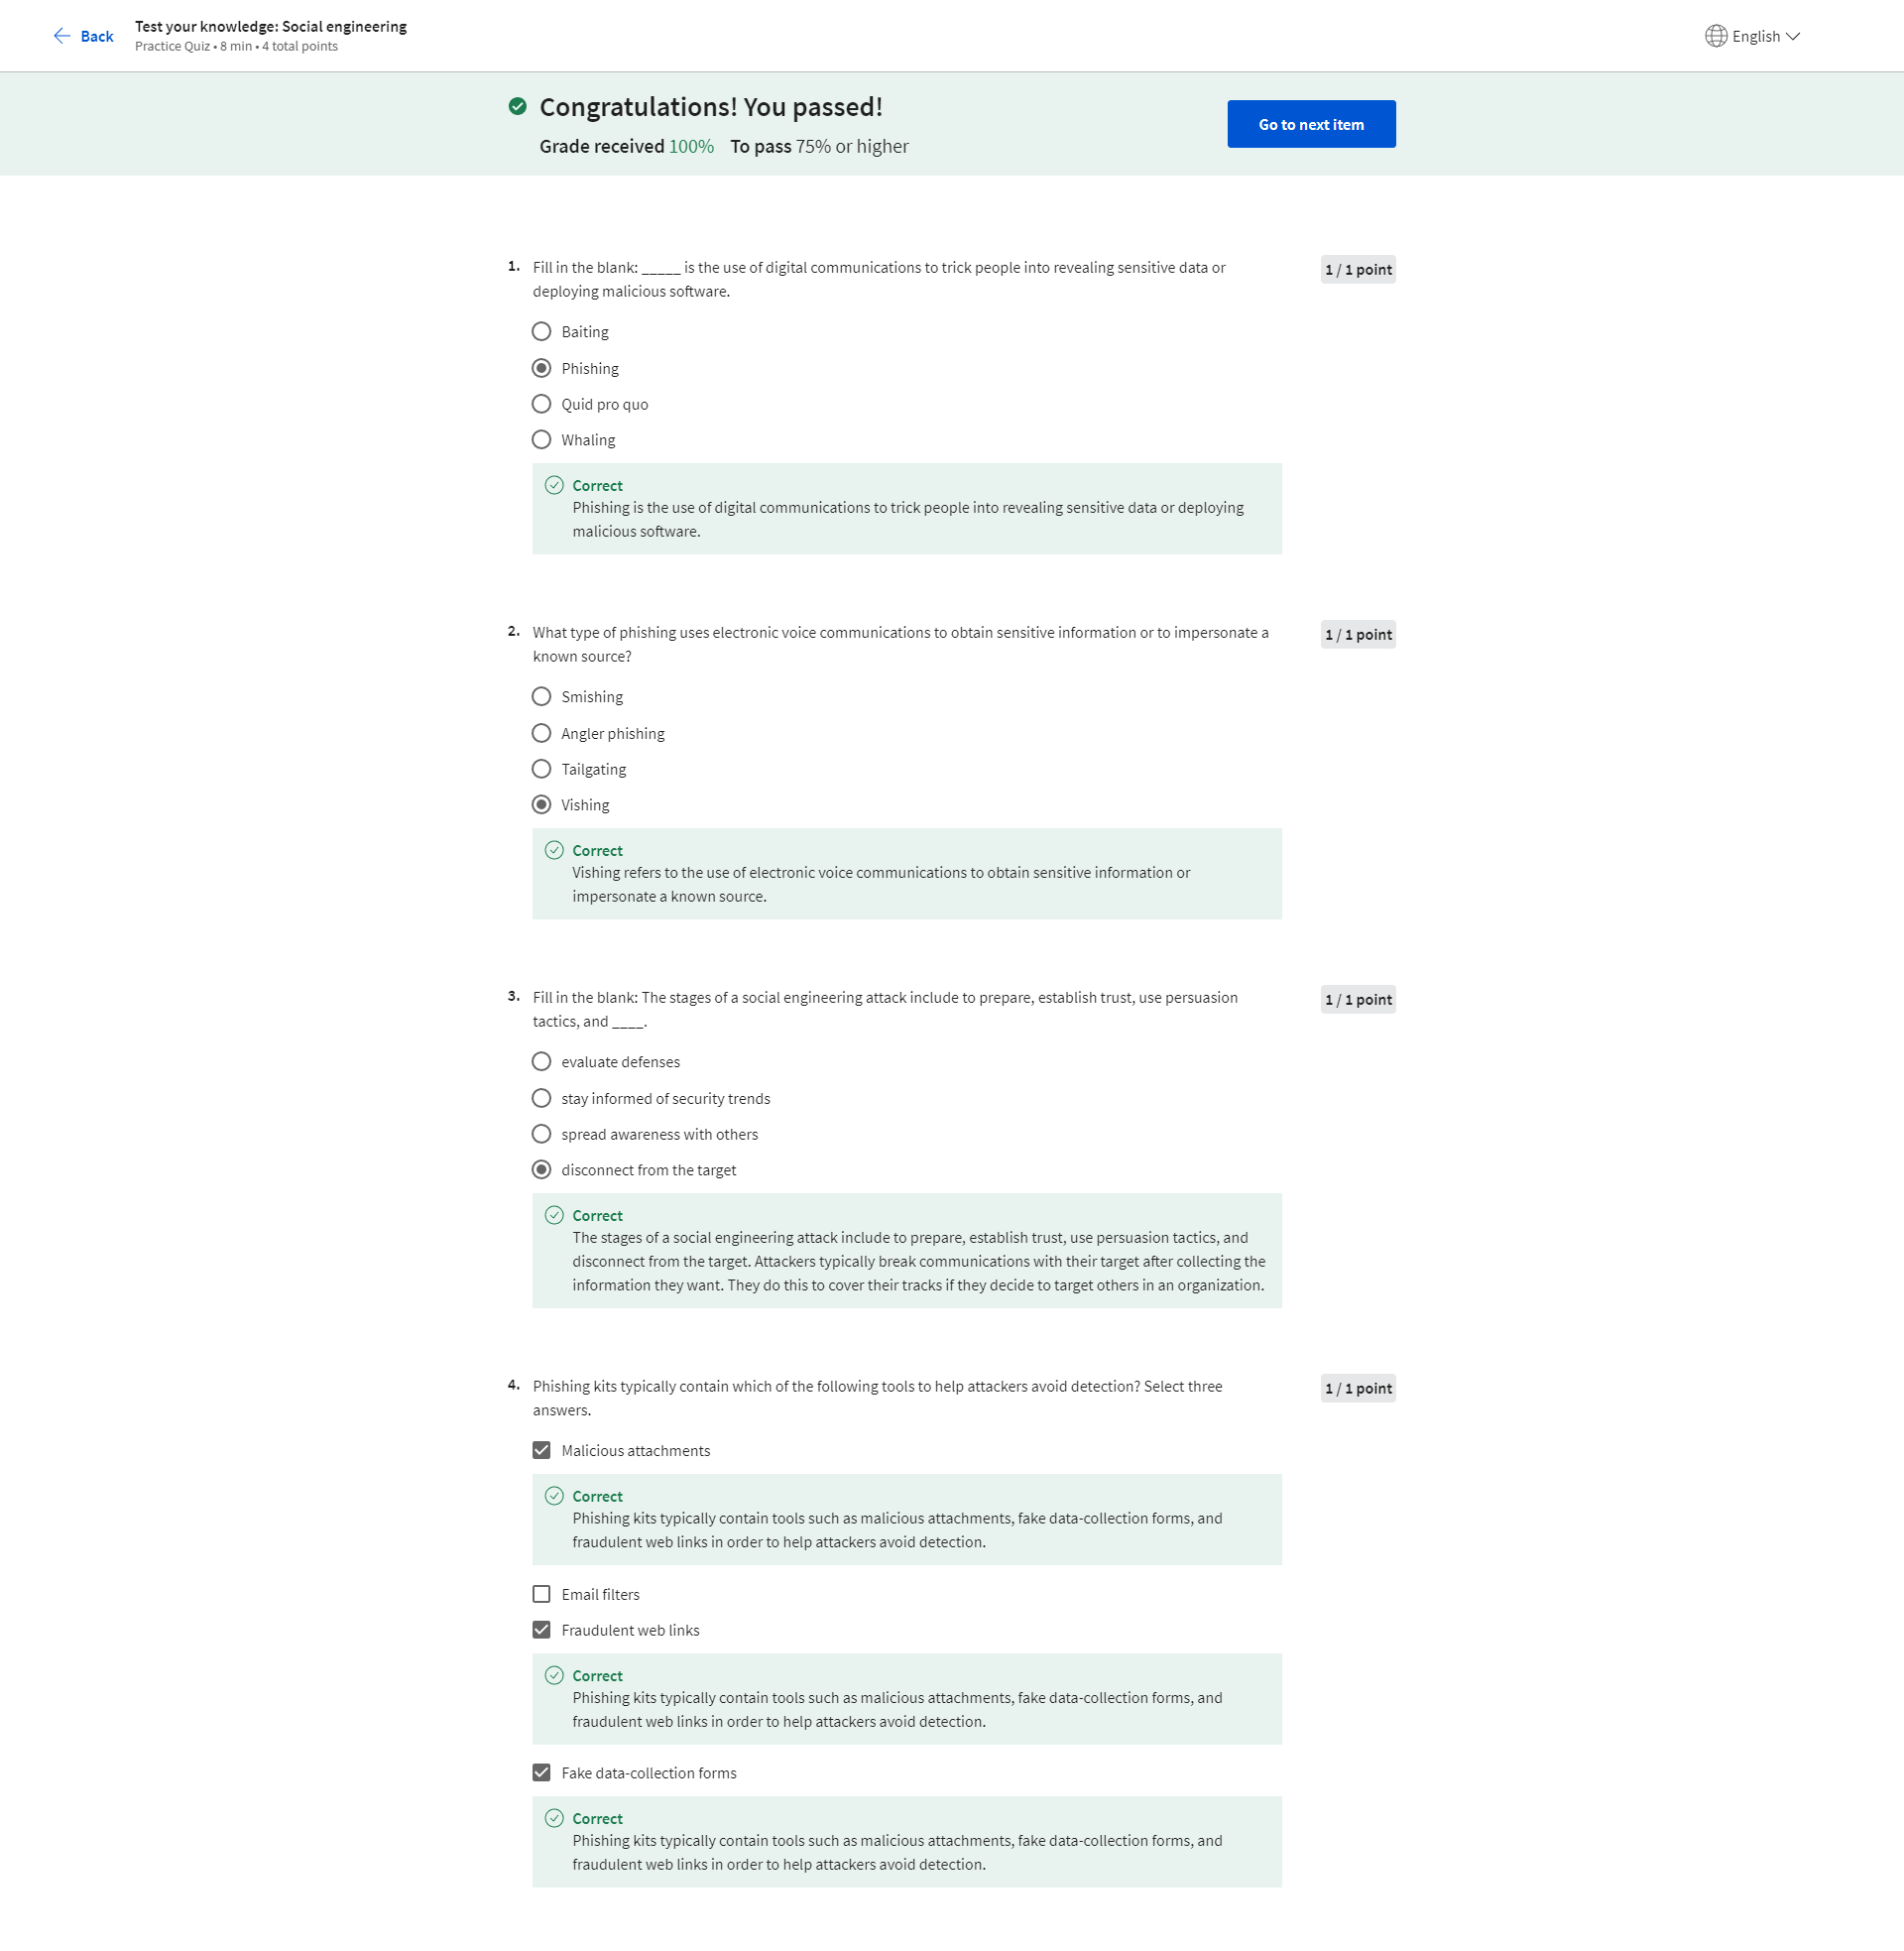 Back
Test your knowledge: Social engineering
Practice Quiz • 8 min • 4 total points
English
Congratulations! You passed!
Grade received 100% To pass 75% or higher
Go to next item
1. Fill in the blank: _____ is the use of digital communications to trick people into revealing sensitive data or
deploying malicious software.
1 / 1 point
Baiting
Phishing
Quid pro quo
Whaling
Correct
Phishing is the use of digital communications to trick people into revealing sensitive data or deploying
malicious software.
2. What type of phishing uses electronic voice communications to obtain sensitive information or to impersonate a
known source?
1 / 1 point
Smishing
Angler phishing
Tailgating
Vishing
Correct
Vishing refers to the use of electronic voice communications to obtain sensitive information or
impersonate a known source.
3. Fill in the blank: The stages of a social engineering attack include to prepare, establish trust, use persuasion
tactics, and ____.
1 / 1 point
evaluate defenses
stay informed of security trends
spread awareness with others
disconnect from the target
Correct
The stages of a social engineering attack include to prepare, establish trust, use persuasion tactics, and
disconnect from the target. Attackers typically break communications with their target after collecting the
information they want. They do this to cover their tracks if they decide to target others in an organization.
4. Phishing kits typically contain which of the following tools to help attackers avoid detection? Select three
answers.
1 / 1 point
Malicious attachments
Correct
Phishing kits typically contain tools such as malicious attachments, fake data-collection forms, and
fraudulent web links in order to help attackers avoid detection.
Email filters
Fraudulent web links
Correct
Phishing kits typically contain tools such as malicious attachments, fake data-collection forms, and
fraudulent web links in order to help attackers avoid detection.
Fake data-collection forms
Correct
Phishing kits typically contain tools such as malicious attachments, fake data-collection forms, and
fraudulent web links in order to help attackers avoid detection.